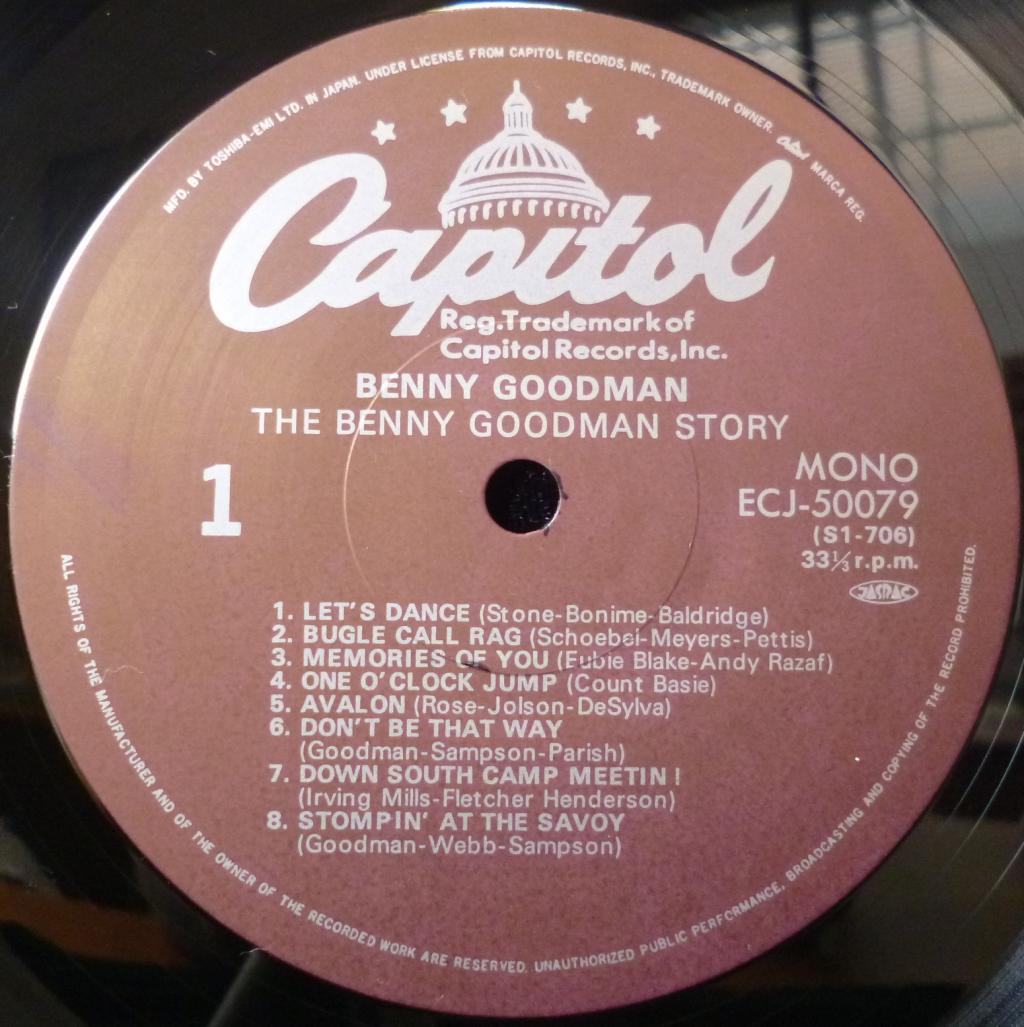 MFD. BY TOSHIBA-EMI LTD. IN JAPAN. UNDER LICENSE FROM CAPITOL RECORDS, INC., TRADEMARK OWNER. Capitol MARCA REG.
Capitol
Reg.Trademark of
Capitol Records,Inc.
BENNY GOODMAN
THE BENNY GOODMAN STORY
1
MONO
ECJ-50079
(S1-706)
33⅓ r.p.m.
JASRAC
1. LET'S DANCE (Stone-Bonime-Baldridge)
2. BUGLE CALL RAG (Schoebel-Meyers-Pettis)
3. MEMORIES OF YOU (Eubie Blake-Andy Razaf)
4. ONE O'CLOCK JUMP (Count Basie)
5. AVALON (Rose-Jolson-DeSylva)
6. DON'T BE THAT WAY
(Goodman-Sampson-Parish)
7. DOWN SOUTH CAMP MEETIN!
(Irving Mills-Fletcher Henderson)
8. STOMPIN' AT THE SAVOY
(Goodman-Webb-Sampson)
ALL RIGHTS OF THE MANUFACTURER AND OF THE OWNER OF THE RECORDED WORK ARE RESERVED. UNAUTHORIZED PUBLIC PERFORMANCE, BROADCASTING AND COPYING OF THE RECORD PROHIBITED.